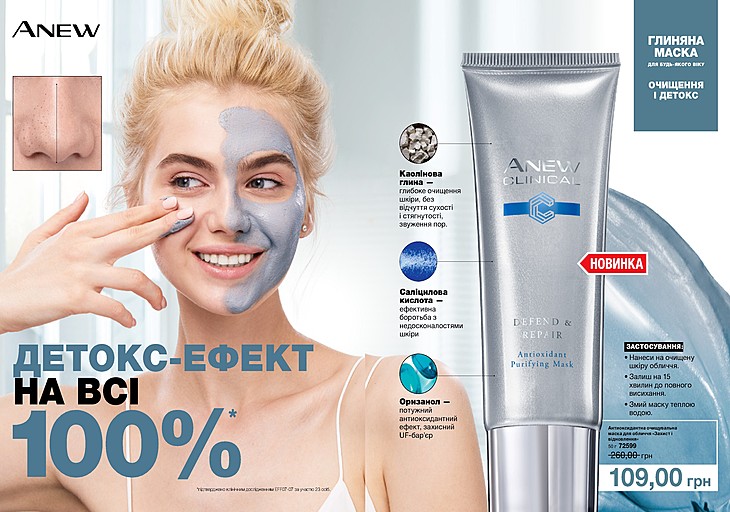 ANEW
ГЛИНЯНА
МАСКА
ДЛЯ БУДЬ-ЯКОГО ВІКУ
ОЧИЩЕННЯ
І ДЕТОКС
Каолінова
глина —
глибоке очищення
шкіри, без
відчуття сухості
і стягнутості,
звуження пор.
Саліцилова
кислота —
ефективна
боротьба з
недосконалостями
шкіри
Оризанол —
потужний
антиоксидантний
ефект, захисний
UF-бар'єр
ANEW
CLINICAL
DEFEND &
REPAIR
Antioxidant
Purifying Mask
НОВИНКА
ДЕТОКС-ЕФЕКТ
НА ВСІ
100%*
ЗАСТОСУВАННЯ:
• Нанеси на очищену
шкіру обличчя.
• Залиш на 15
хвилин до повного
висихання.
• Змий маску теплою
водою.
Антиоксидантна очищувальна
маска для обличчя «Захист і
відновлення»
50 г 72599
260,00 грн
109,00 грн